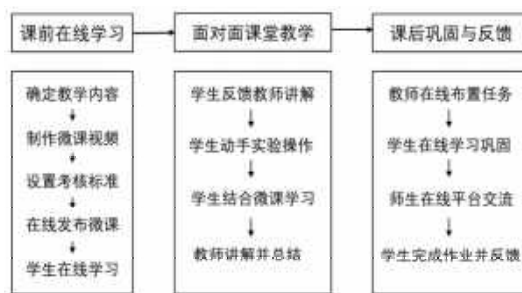 课前在线学习
面对面课堂教学
课后巩固与反馈
确定教学内容
制作微课视频
设置考核标准
在线发布微课
学生在线学习
学生反馈教师讲解
学生动手实验操作
学生结合微课学习
教师讲解并总结
教师在线布置任务
学生在线学习巩固
师生在线平台交流
学生完成作业并反馈